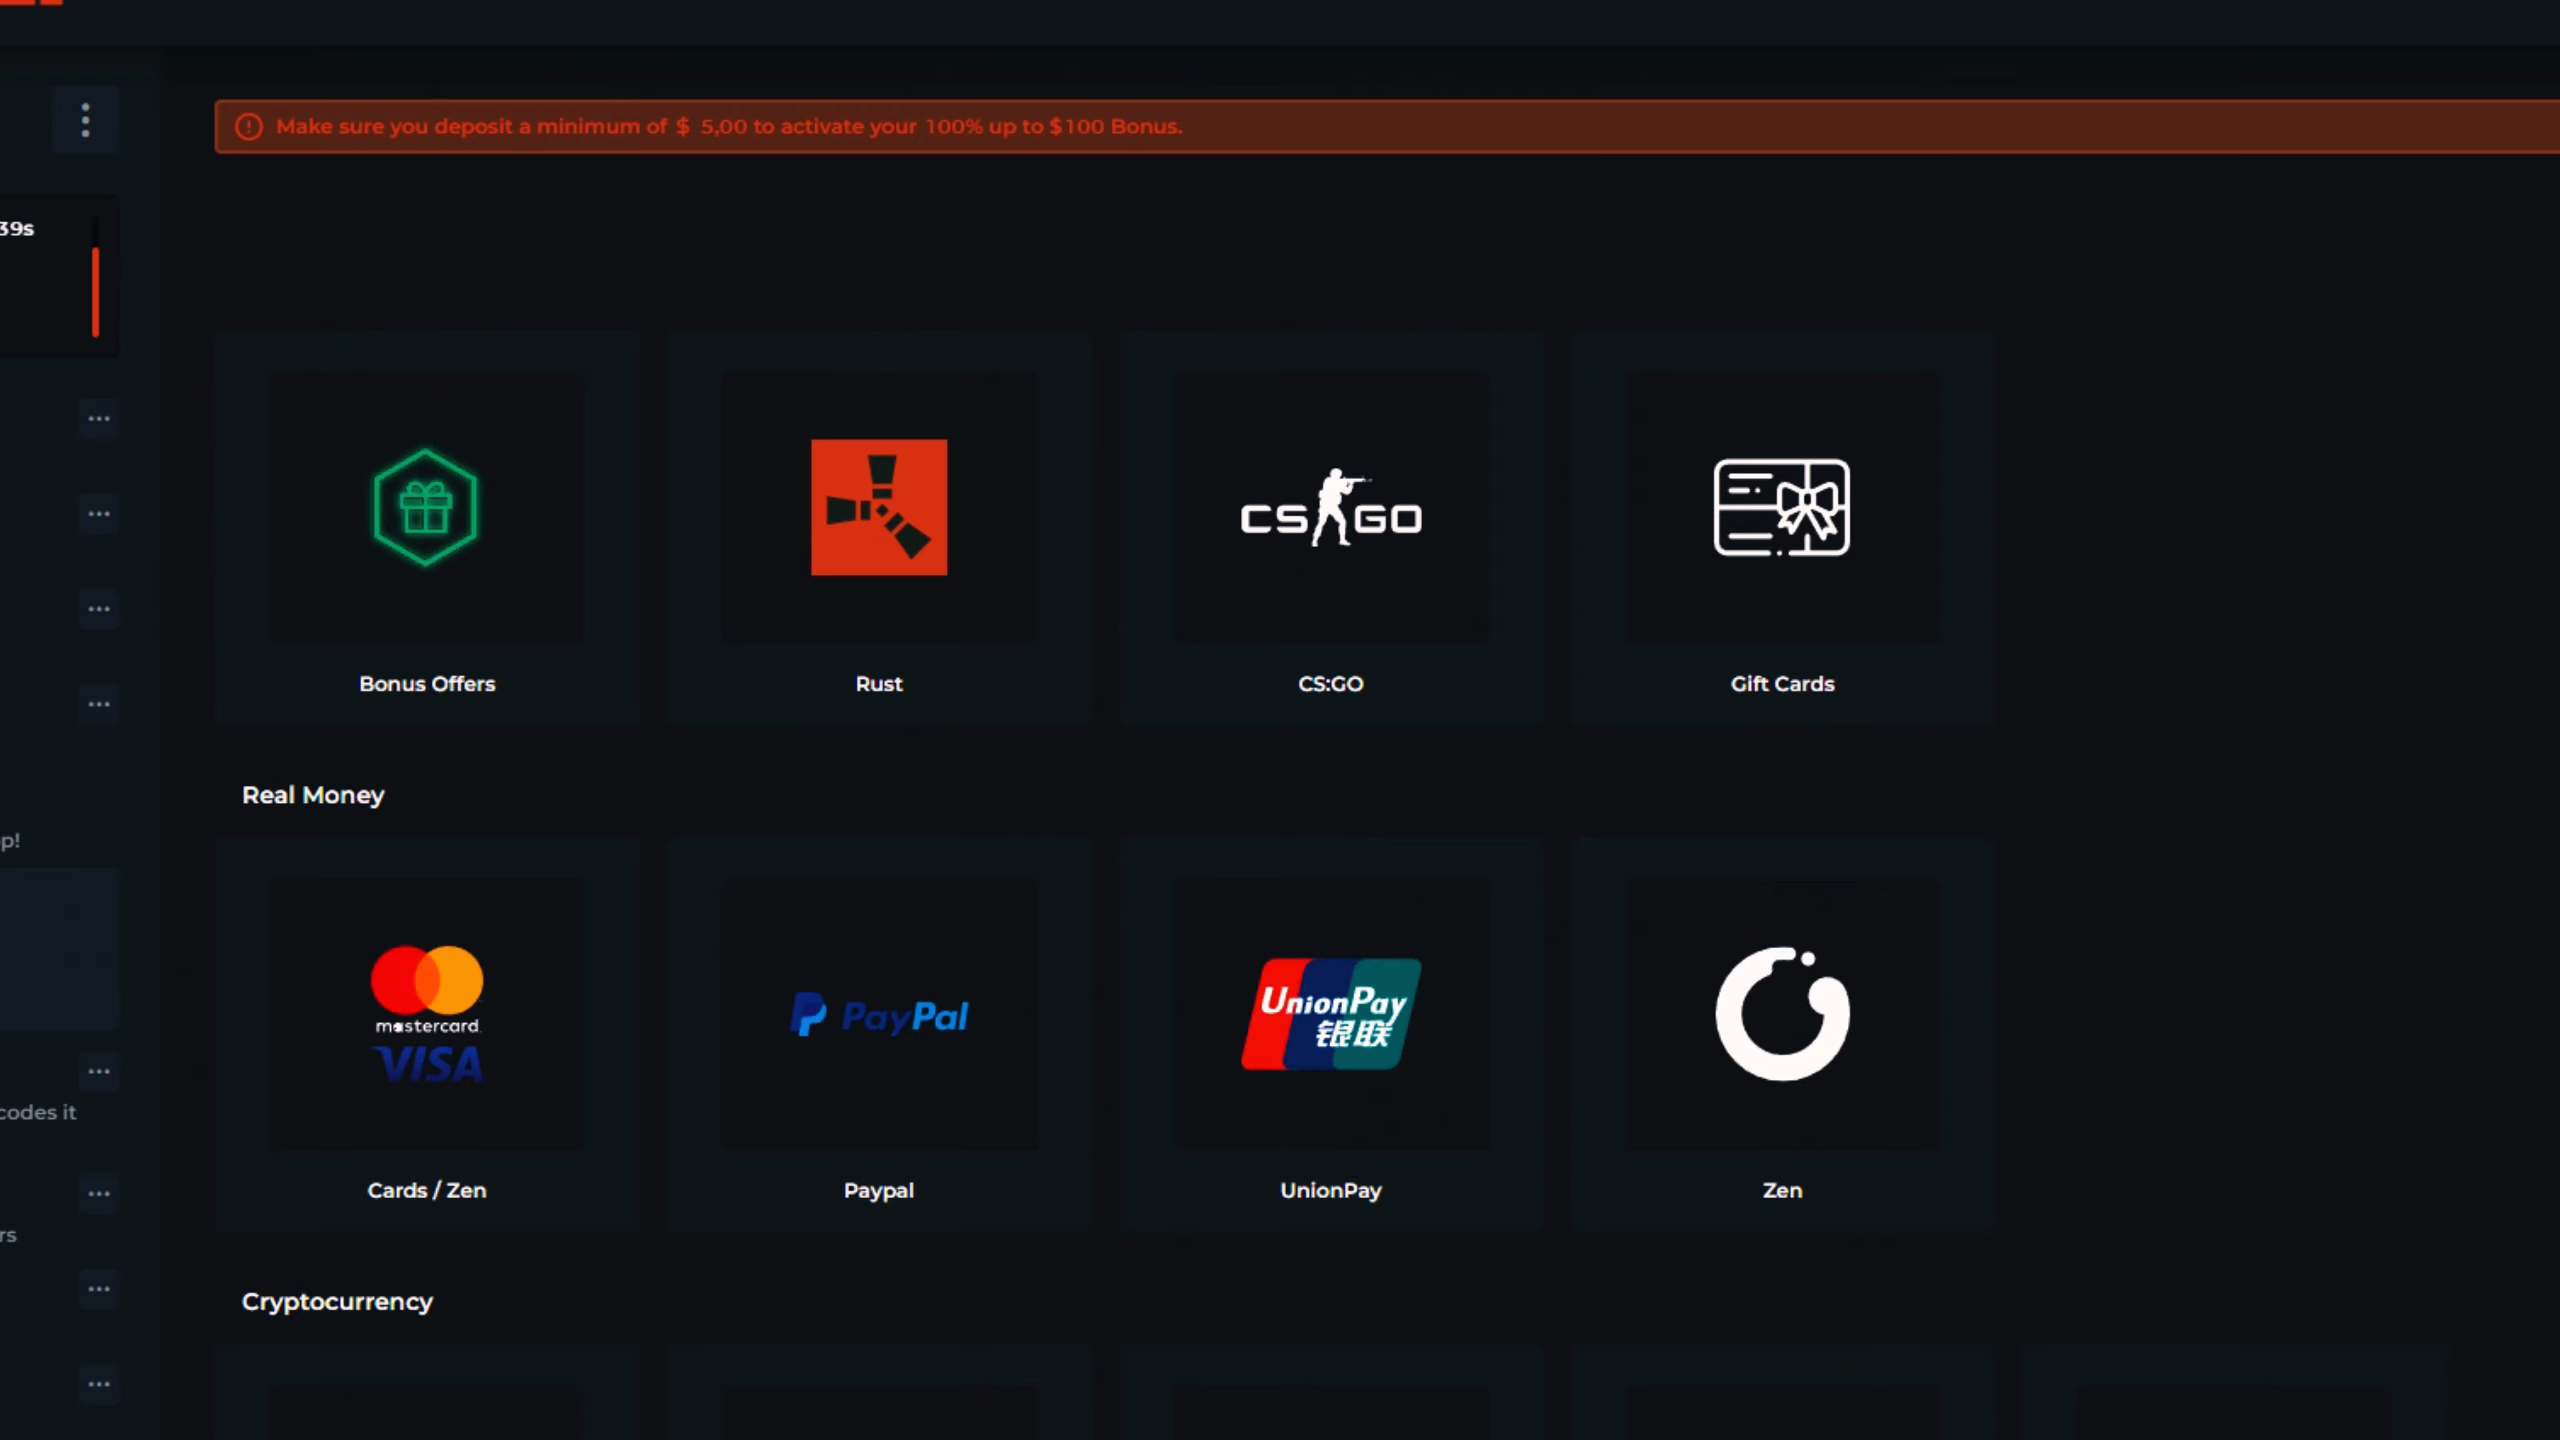 Make sure you deposit a minimum of $ 5,00 to activate your 100% up to $100 Bonus.
39s
CS GO
Bonus Offers
Rust
CS:GO
Gift Cards
Real Money
op!
mastercard
VISA
PayPal
UnionPay
银联
codes it
Cards / Zen
Paypal
UnionPay
Zen
rs
Cryptocurrency